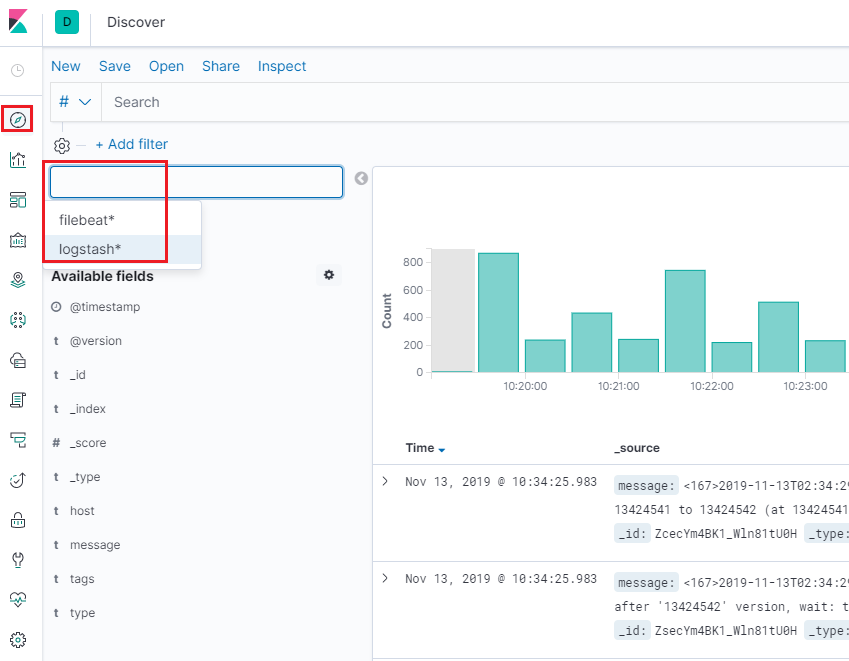 D Discover
New Save Open Share Inspect
# Search
+ Add filter
filebeat*
logstash*
Available fields
@timestamp
t @version
t _id
t _index
# _score
t _type
t host
t message
t tags
t type
Count
800
600
400
200
0
10:20:00 10:21:00 10:22:00 10:23:00
Time _source
Nov 13, 2019 @ 10:34:25.983 message: <167>2019-11-13T02:34:29
13424541 to 13424542 (at 13424541
_id: ZcecYm4BK1_Wln81tU0H _type:
Nov 13, 2019 @ 10:34:25.983 message: <167>2019-11-13T02:34:29
after '13424542' version, wait: t
_id: ZsecYm4BK1_Wln81tU0H _type: